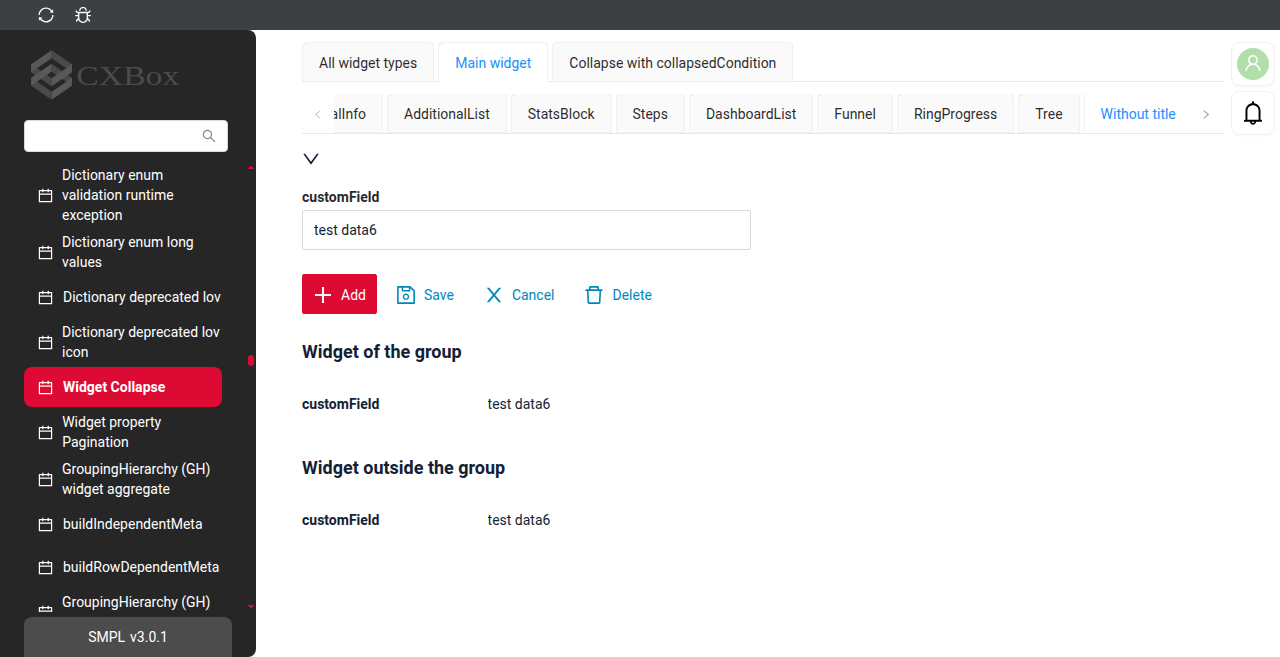 CXBox
Dictionary enum
validation runtime
exception
Dictionary enum long
values
Dictionary deprecated lov
Dictionary deprecated lov
icon
Widget Collapse
Widget property
Pagination
GroupingHierarchy (GH)
widget aggregate
buildIndependentMeta
buildRowDependentMeta
GroupingHierarchy (GH)
SMPL v3.0.1
All widget types
Main widget
Collapse with collapsedCondition
alInfo
AdditionalList
StatsBlock
Steps
DashboardList
Funnel
RingProgress
Tree
Without title
customField
test data6
Add
Save
Cancel
Delete
Widget of the group
customField
test data6
Widget outside the group
customField
test data6